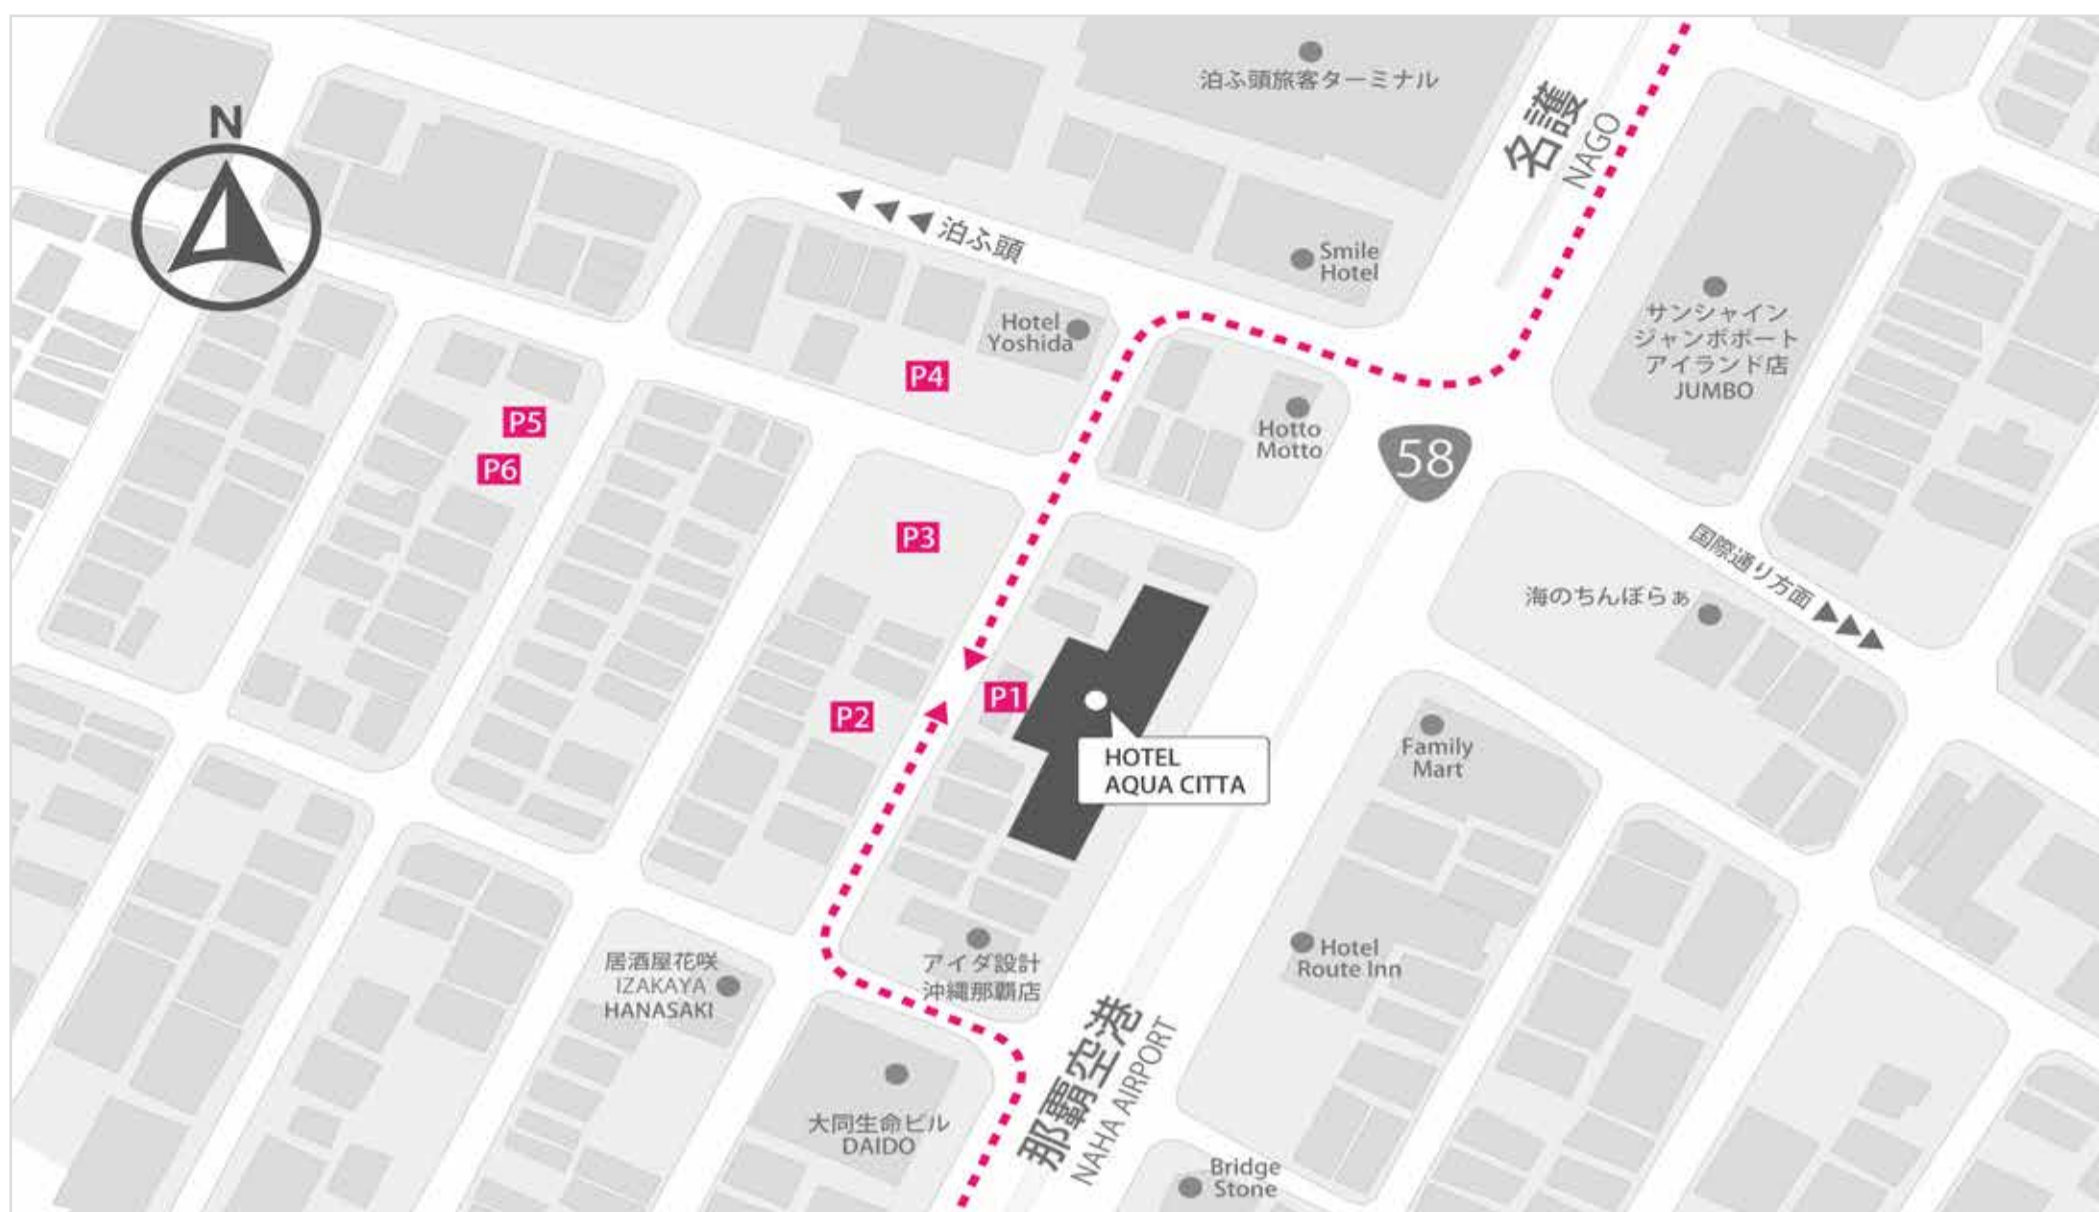 N
泊ふ頭旅客ターミナル
名護
NAGO
泊ふ頭
Smile
Hotel
Hotel
Yoshida
サンシャイン
ジャンボポート
アイランド店
JUMBO
P4
P5
P6
Hotto
Motto
58
P3
国際通り方面
海のちんぼらぁ
P1
P2
HOTEL
AQUA CITTA
Family
Mart
居酒屋花咲
IZAKAYA
HANASAKI
アイダ設計
沖縄那覇店
Hotel
Route Inn
那覇空港
NAHA AIRPORT
大同生命ビル
DAIDO
Bridge
Stone